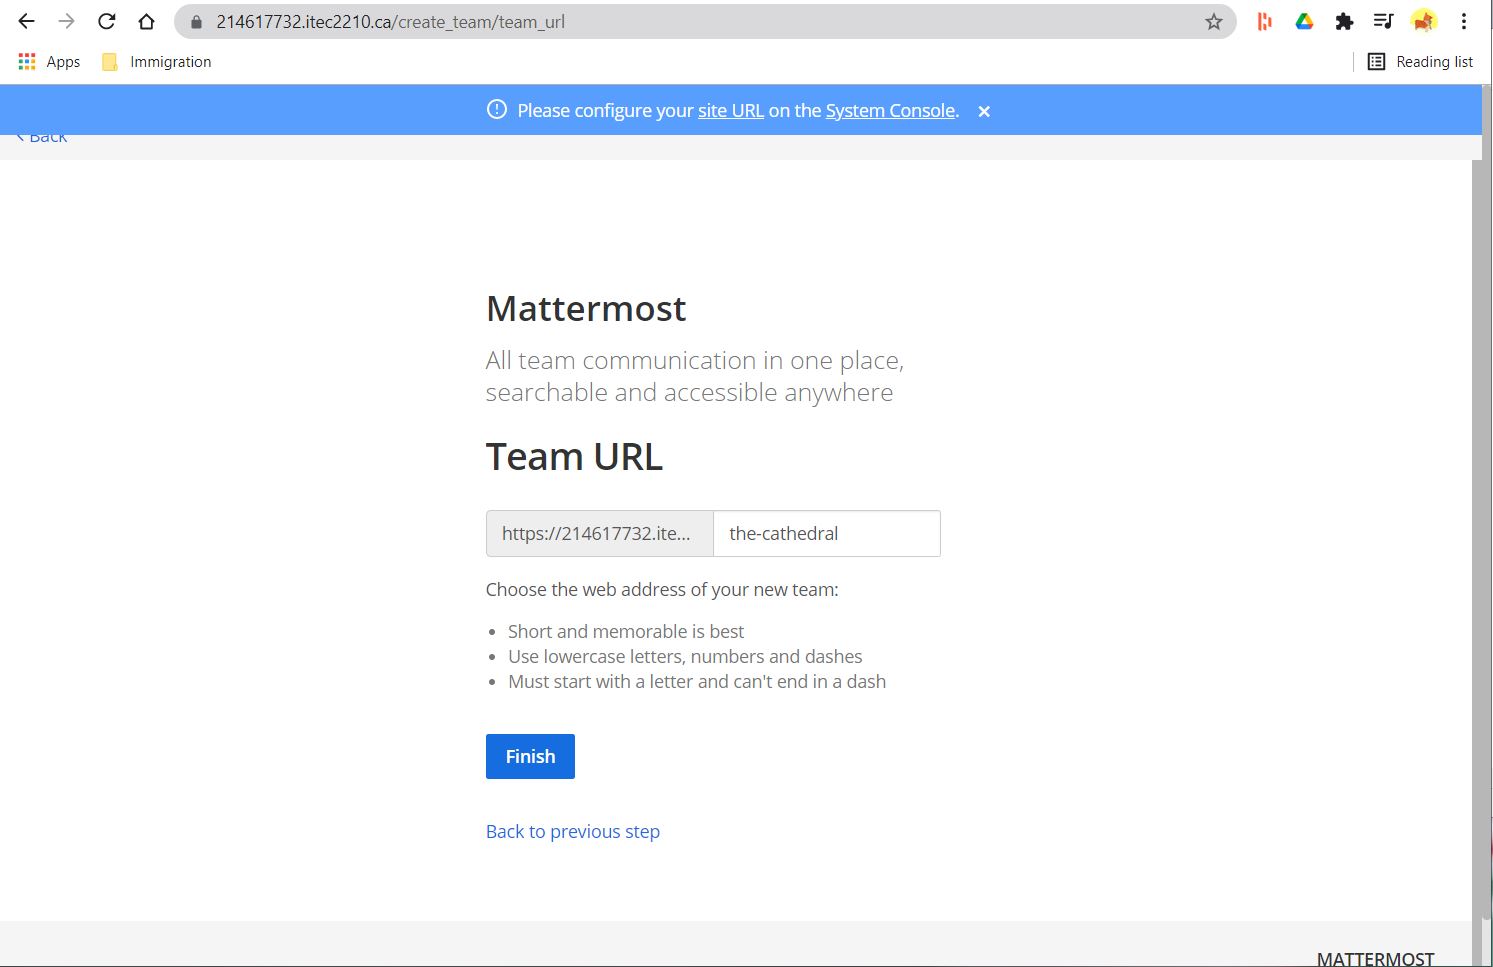 214617732.itec2210.ca/create_team/team_url
Apps Immigration Reading list
Please configure your site URL on the System Console. ×
< Back
Mattermost
All team communication in one place,
searchable and accessible anywhere
Team URL
https://214617732.ite... the-cathedral
Choose the web address of your new team:
• Short and memorable is best
• Use lowercase letters, numbers and dashes
• Must start with a letter and can't end in a dash
Finish
Back to previous step
MATTERMOST